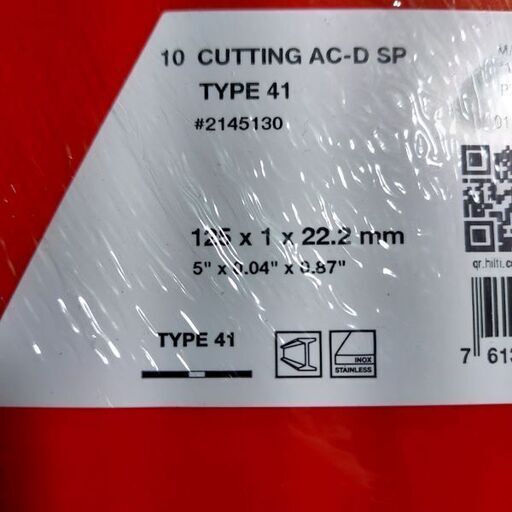 10 CUTTING AC-D SP
TYPE 41
#2145130
125 x 1 x 22.2 mm
5" x 0.04" x 0.87"
TYPE 41
INOX
STAINLESS
qr.hilti.c
7 613